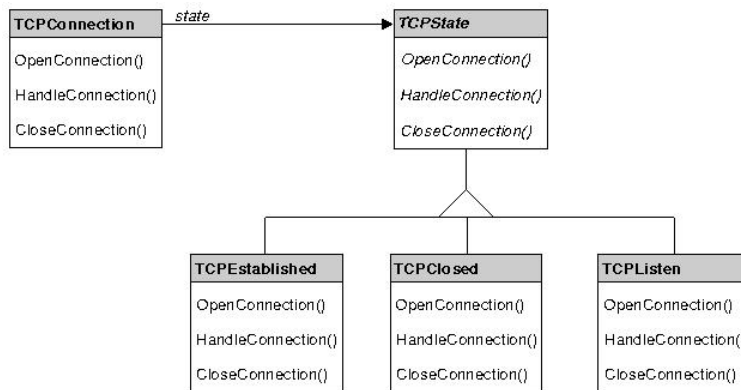 TCPConnection
OpenConnection()
HandleConnection()
CloseConnection()
state
TCPState
OpenConnection()
HandleConnection()
CloseConnection()
TCPEstablished
OpenConnection()
HandleConnection()
CloseConnection()
TCPClosed
OpenConnection()
HandleConnection()
CloseConnection()
TCPListen
OpenConnection()
HandleConnection()
CloseConnection()